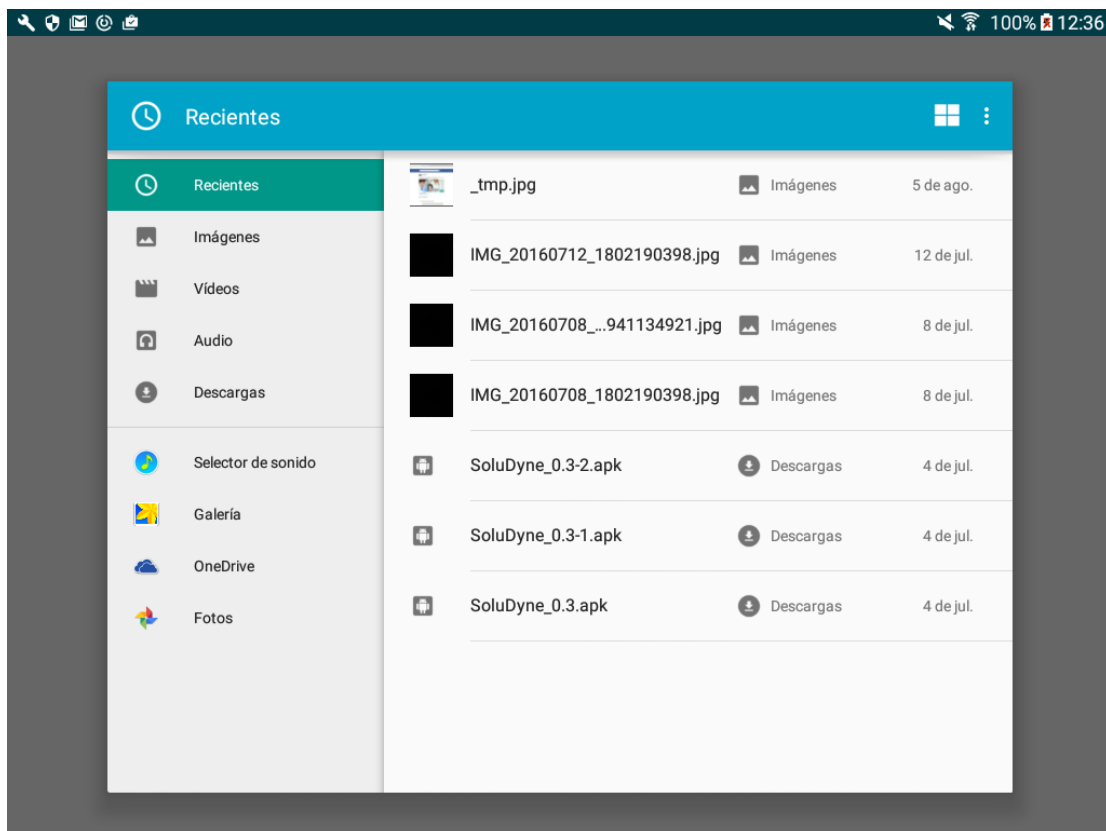 100% 12:36
Recientes
Recientes
Imágenes
Vídeos
Audio
Descargas
Selector de sonido
Galería
OneDrive
Fotos
_tmp.jpg Imágenes 5 de ago.
IMG_20160712_1802190398.jpg Imágenes 12 de jul.
IMG_20160708_...941134921.jpg Imágenes 8 de jul.
IMG_20160708_1802190398.jpg Imágenes 8 de jul.
SoluDyne_0.3-2.apk Descargas 4 de jul.
SoluDyne_0.3-1.apk Descargas 4 de jul.
SoluDyne_0.3.apk Descargas 4 de jul.